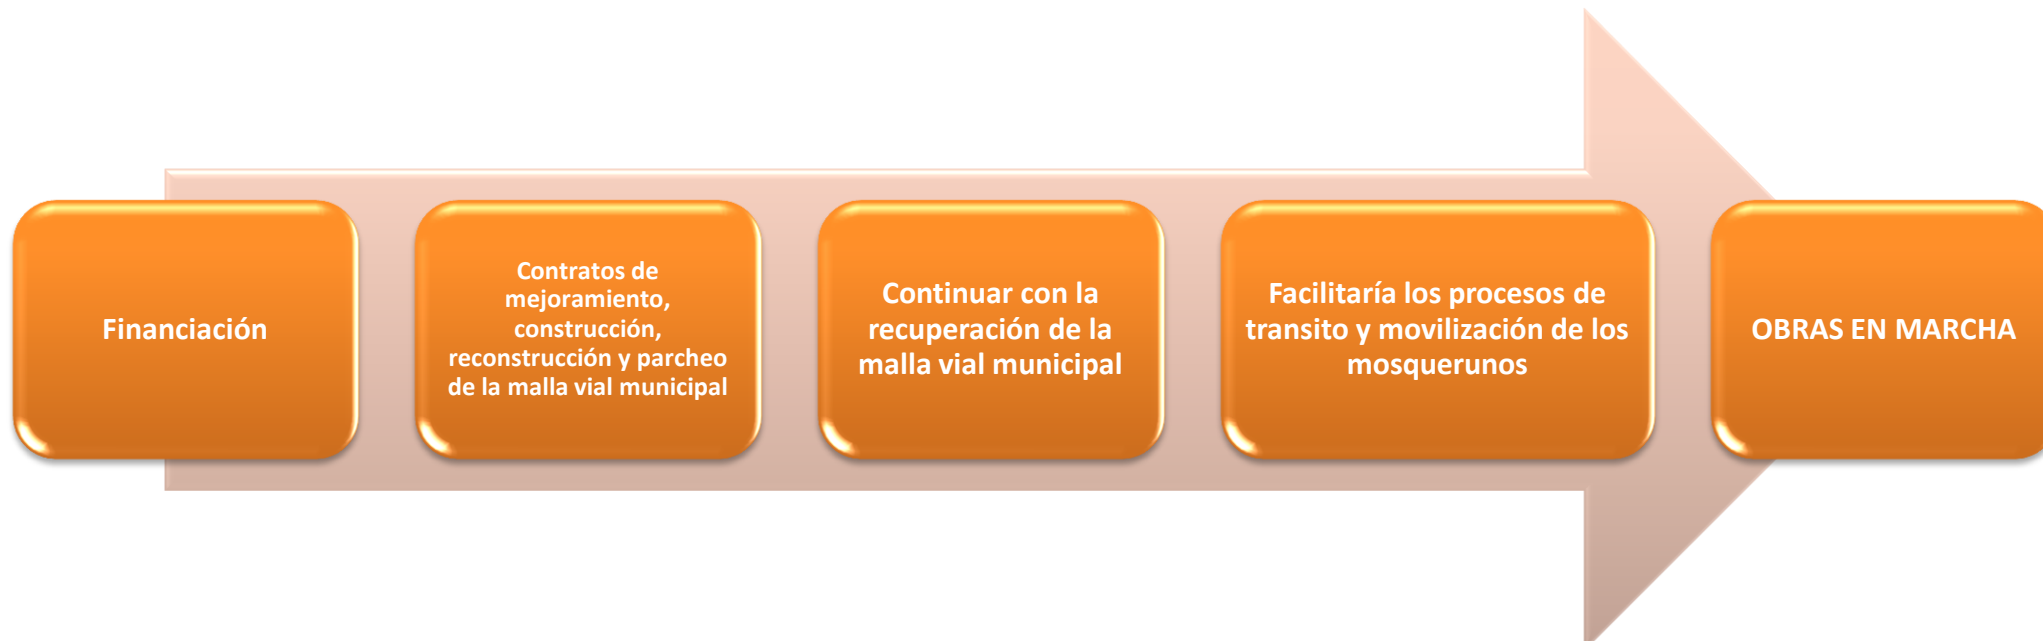 Financiación
Contratos de
mejoramiento,
construcción,
reconstrucción y parcheo
de la malla vial municipal
Continuar con la
recuperación de la
malla vial municipal
Facilitaría los procesos de
transito y movilización de los
mosquerunos
OBRAS EN MARCHA